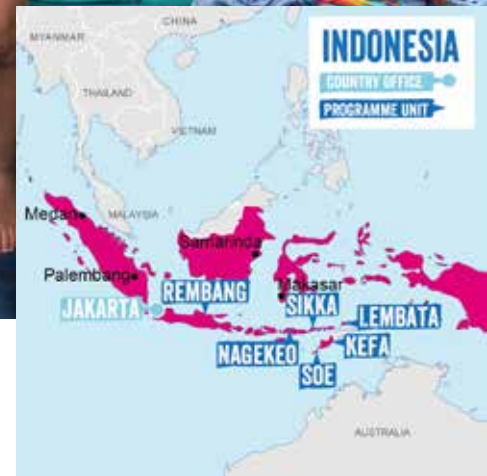 CHINA
MYANMAR
INDONESIA
COUNTRY OFFICE
PROGRAMME UNIT
THAILAND
VIETNAM
Medan
MALAYSIA
Samarinda
Palembang
Makasar
REMBANG
SIKKA
JAKARTA
LEMBATA
NAGEKEO
KEFA
SOE
AUSTRALIA